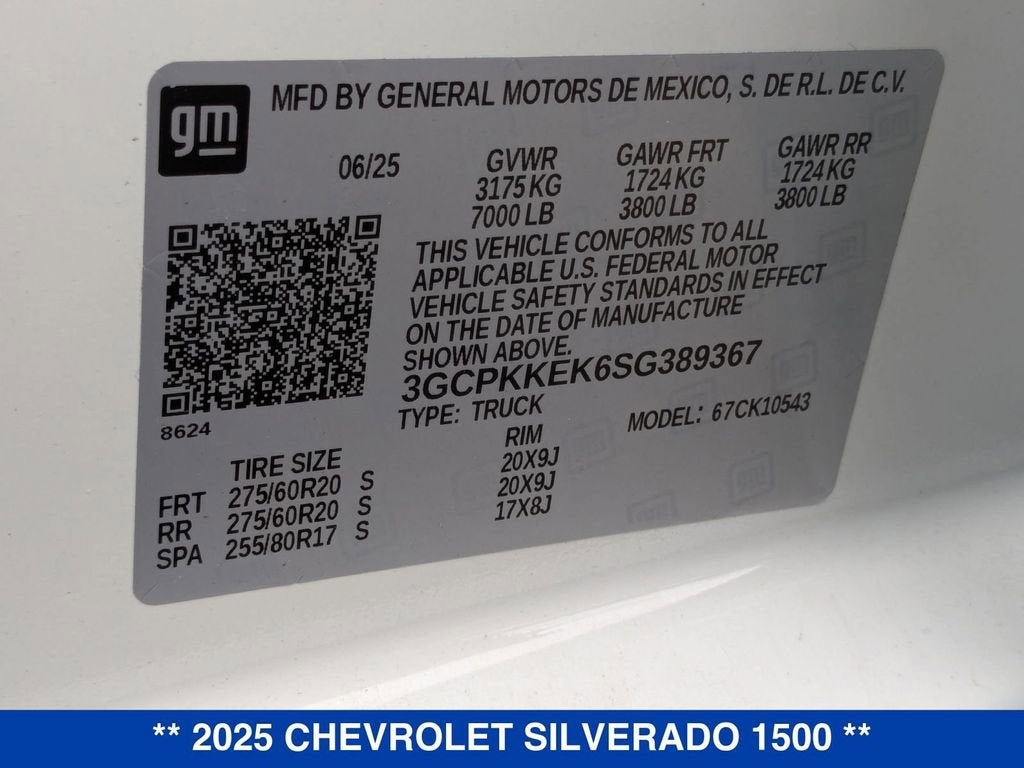 gm
MFD BY GENERAL MOTORS DE MEXICO, S. DE R.L. DE C.V.
06/25
GVWR GAWR FRT GAWR RR
3175 KG 1724 KG 1724 KG
7000 LB 3800 LB 3800 LB
THIS VEHICLE CONFORMS TO ALL
APPLICABLE U.S. FEDERAL MOTOR
VEHICLE SAFETY STANDARDS IN EFFECT
ON THE DATE OF MANUFACTURE
SHOWN ABOVE.
3GCPKKEK6SG389367
TYPE: TRUCK MODEL: 67CK10543
8624
TIRE SIZE RIM
FRT 275/60R20 S 20X9J
RR 275/60R20 S 20X9J
SPA 255/80R17 S 17X8J
** 2025 CHEVROLET SILVERADO 1500 **